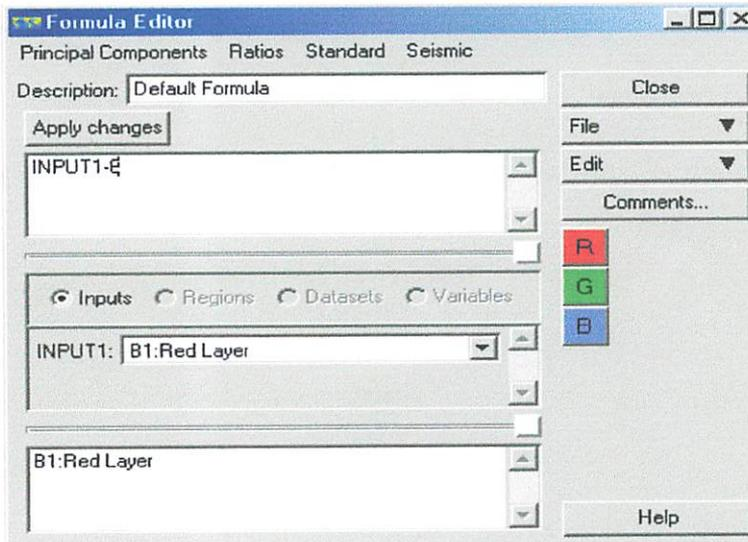 Formula Editor
Principal Components Ratios Standard Seismic
Description: Default Formula
Close
Apply changes
File
Edit
Comments...
R
G
B
Inputs Regions Datasets Variables
INPUT1: B1:Red Layer
B1:Red Layer
Help